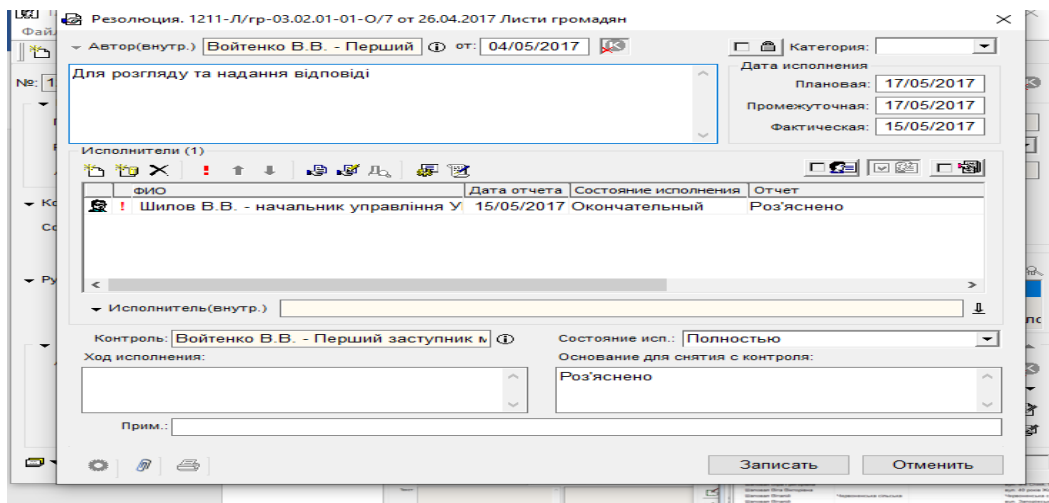 Резолюция. 1211-Л/гр-03.02.01-01-О/7 от 26.04.2017 Листи громадян
Автор(внутр.) Войтенко В.В. - Перший от: 04/05/2017 Категория:
Для розгляду та надання відповіді
Дата исполнения
Плановая: 17/05/2017
Промежуточная: 17/05/2017
Фактическая: 15/05/2017
Исполнители (1)
ФИО Дата отчета Состояние исполнения Отчет
! Шилов В.В. - начальник управління У 15/05/2017 Окончательный Роз'яснено
Исполнитель(внутр.)
Контроль: Войтенко В.В. - Перший заступник м Состояние исп.: Полностью
Ход исполнения: Основание для снятия с контроля:
Роз'яснено
Прим.:
Записать Отменить